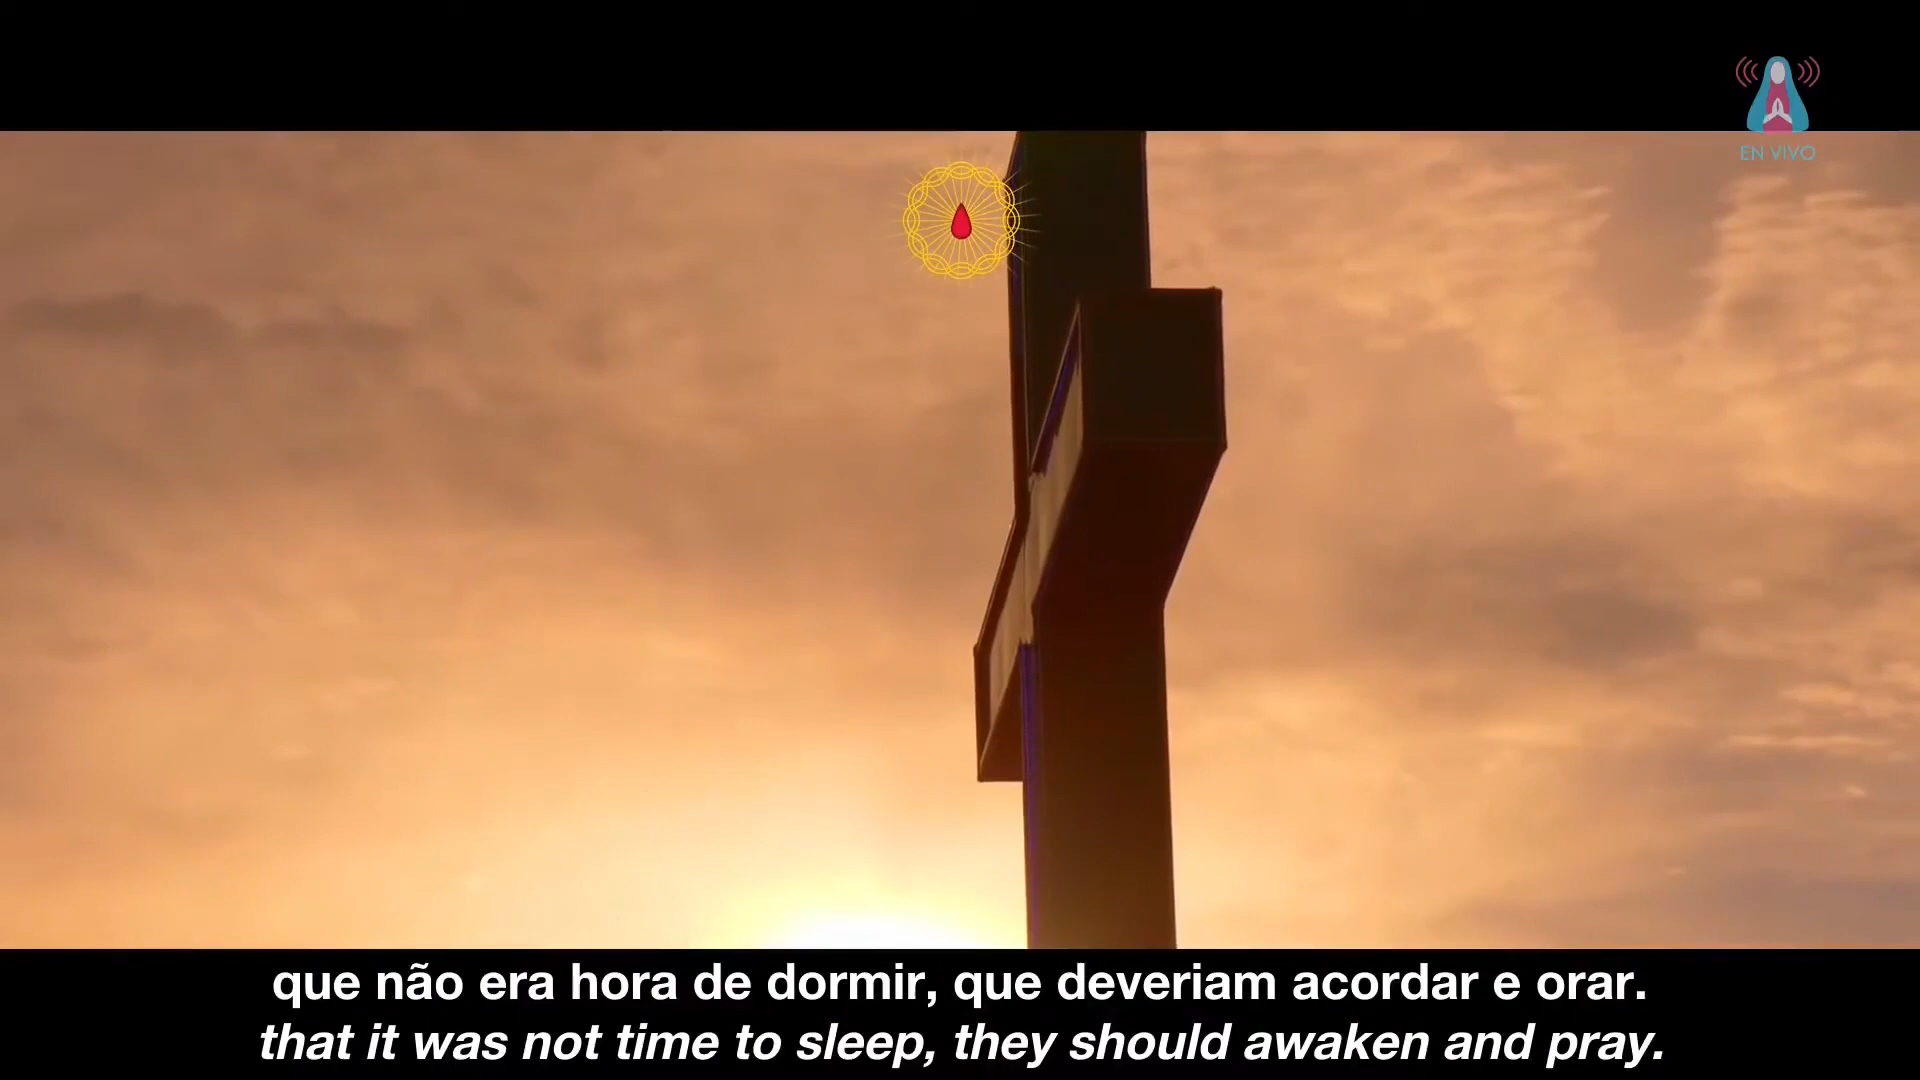 EN VIVO
que não era hora de dormir, que deveriam acordar e orar.
that it was not time to sleep, they should awaken and pray.